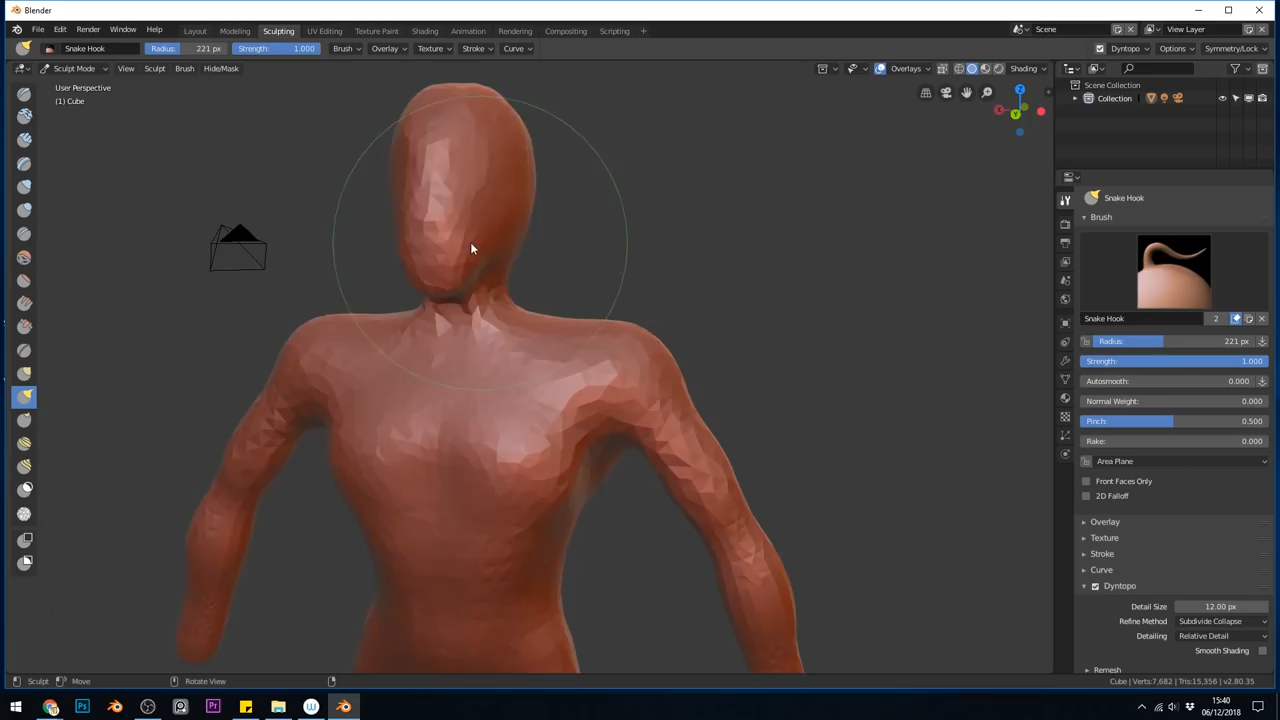 Blender
File Edit Render Window Help Layout Modeling Sculpting UV Editing Texture Paint Shading Animation Rendering Compositing Scripting + Scene View Layer
Snake Hook Radius: 221 px Strength: 1.000 Brush Overlay Texture Stroke Curve Dyntopo Options Symmetry/Lock
Sculpt Mode View Sculpt Brush Hide/Mask Overlays Shading
User Perspective
(1) Cube
Z
X
Y
Scene Collection
Collection
Snake Hook
Brush
Snake Hook 2
Radius: 221 px
Strength: 1.000
Autosmooth: 0.000
Normal Weight: 0.000
Pinch: 0.500
Rake: 0.000
Area Plane
Front Faces Only
2D Falloff
Overlay
Texture
Stroke
Curve
Dyntopo
Detail Size 12.00 px
Refine Method Subdivide Collapse
Detailing Relative Detail
Smooth Shading
Remesh
Sculpt Move Rotate View Cube | Verts:7,682 | Tris:15,356 | v2.80.35
Ps Pr W
15:40
06/12/2018